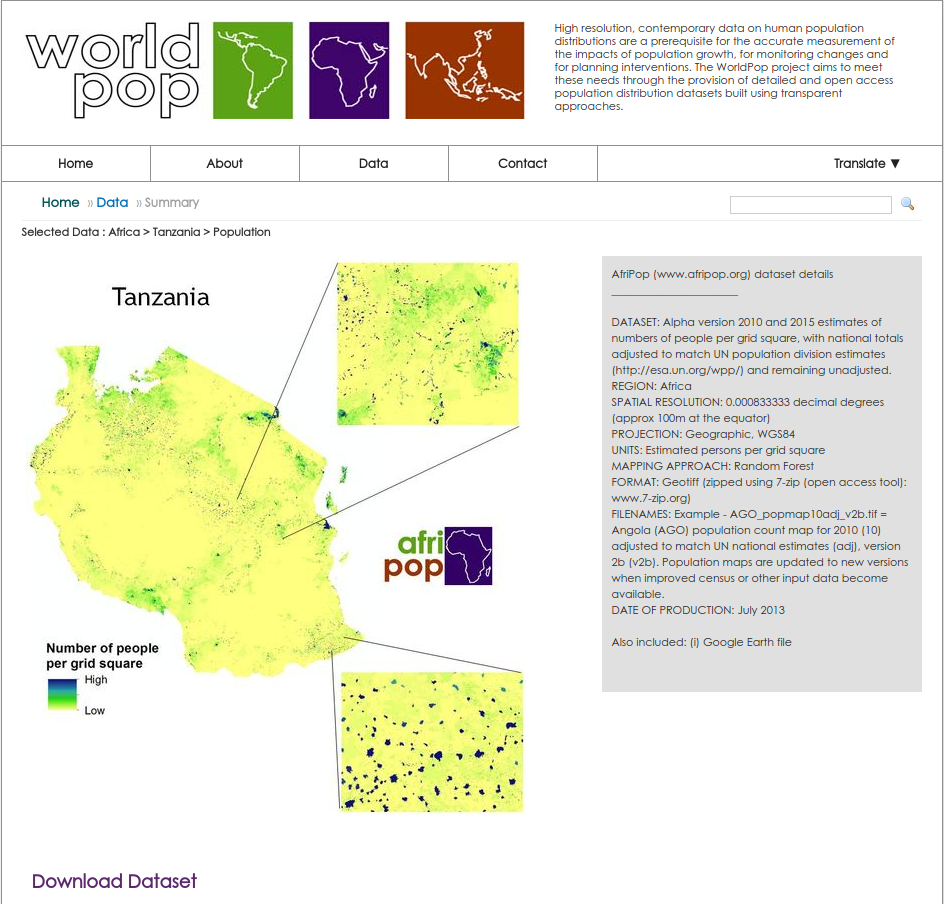 world
pop
High resolution, contemporary data on human population
distributions are a prerequisite for the accurate measurement of
the impacts of population growth, for monitoring changes and
for planning interventions. The WorldPop project aims to meet
these needs through the provision of detailed and open access
population distribution datasets built using transparent
approaches.
Home About Data Contact Translate ▼
Home » Data » Summary
Selected Data : Africa > Tanzania > Population
Tanzania
afri
pop
Number of people
per grid square
High
Low
AfriPop (www.afripop.org) dataset details
_______________________
DATASET: Alpha version 2010 and 2015 estimates of
numbers of people per grid square, with national totals
adjusted to match UN population division estimates
(http://esa.un.org/wpp/) and remaining unadjusted.
REGION: Africa
SPATIAL RESOLUTION: 0.000833333 decimal degrees
(approx 100m at the equator)
PROJECTION: Geographic, WGS84
UNITS: Estimated persons per grid square
MAPPING APPROACH: Random Forest
FORMAT: Geotiff (zipped using 7-zip (open access tool):
www.7-zip.org)
FILENAMES: Example - AGO_popmap10adj_v2b.tif =
Angola (AGO) population count map for 2010 (10)
adjusted to match UN national estimates (adj), version
2b (v2b). Population maps are updated to new versions
when improved census or other input data become
available.
DATE OF PRODUCTION: July 2013
Also included: (i) Google Earth file
Download Dataset